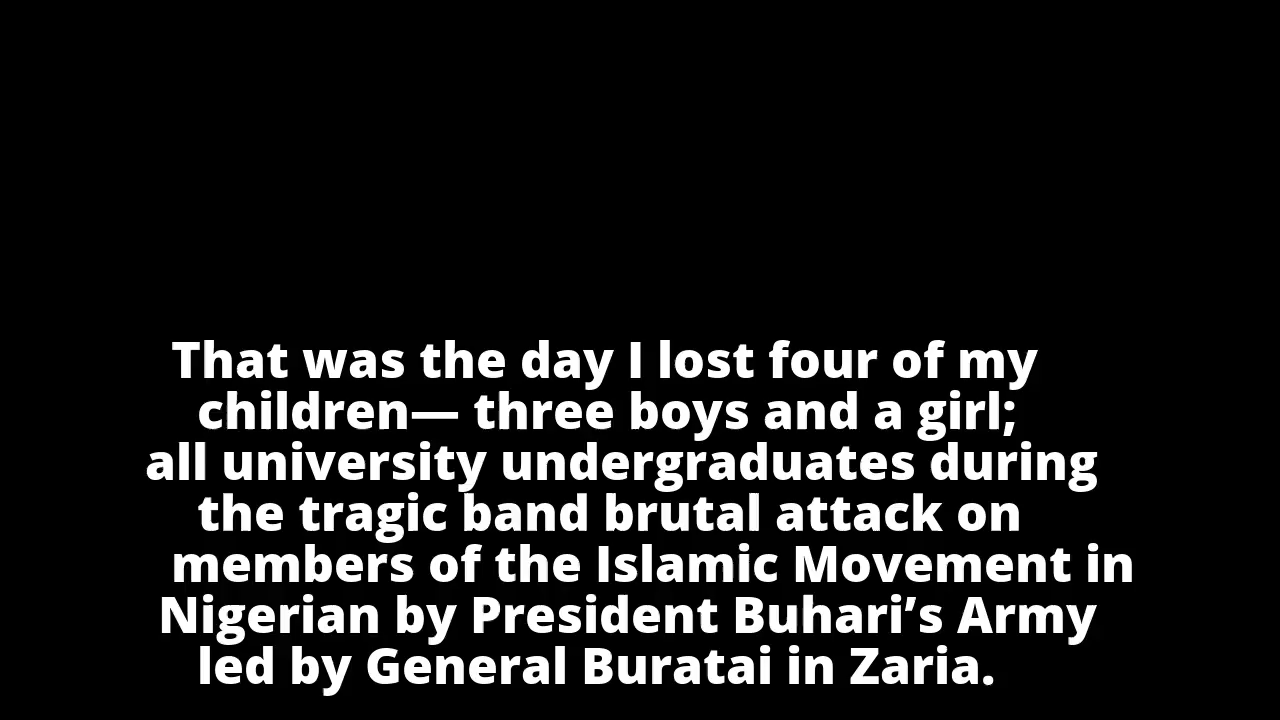 That was the day I lost four of my
children— three boys and a girl;
all university undergraduates during
the tragic band brutal attack on
members of the Islamic Movement in
Nigerian by President Buhari’s Army
led by General Buratai in Zaria.